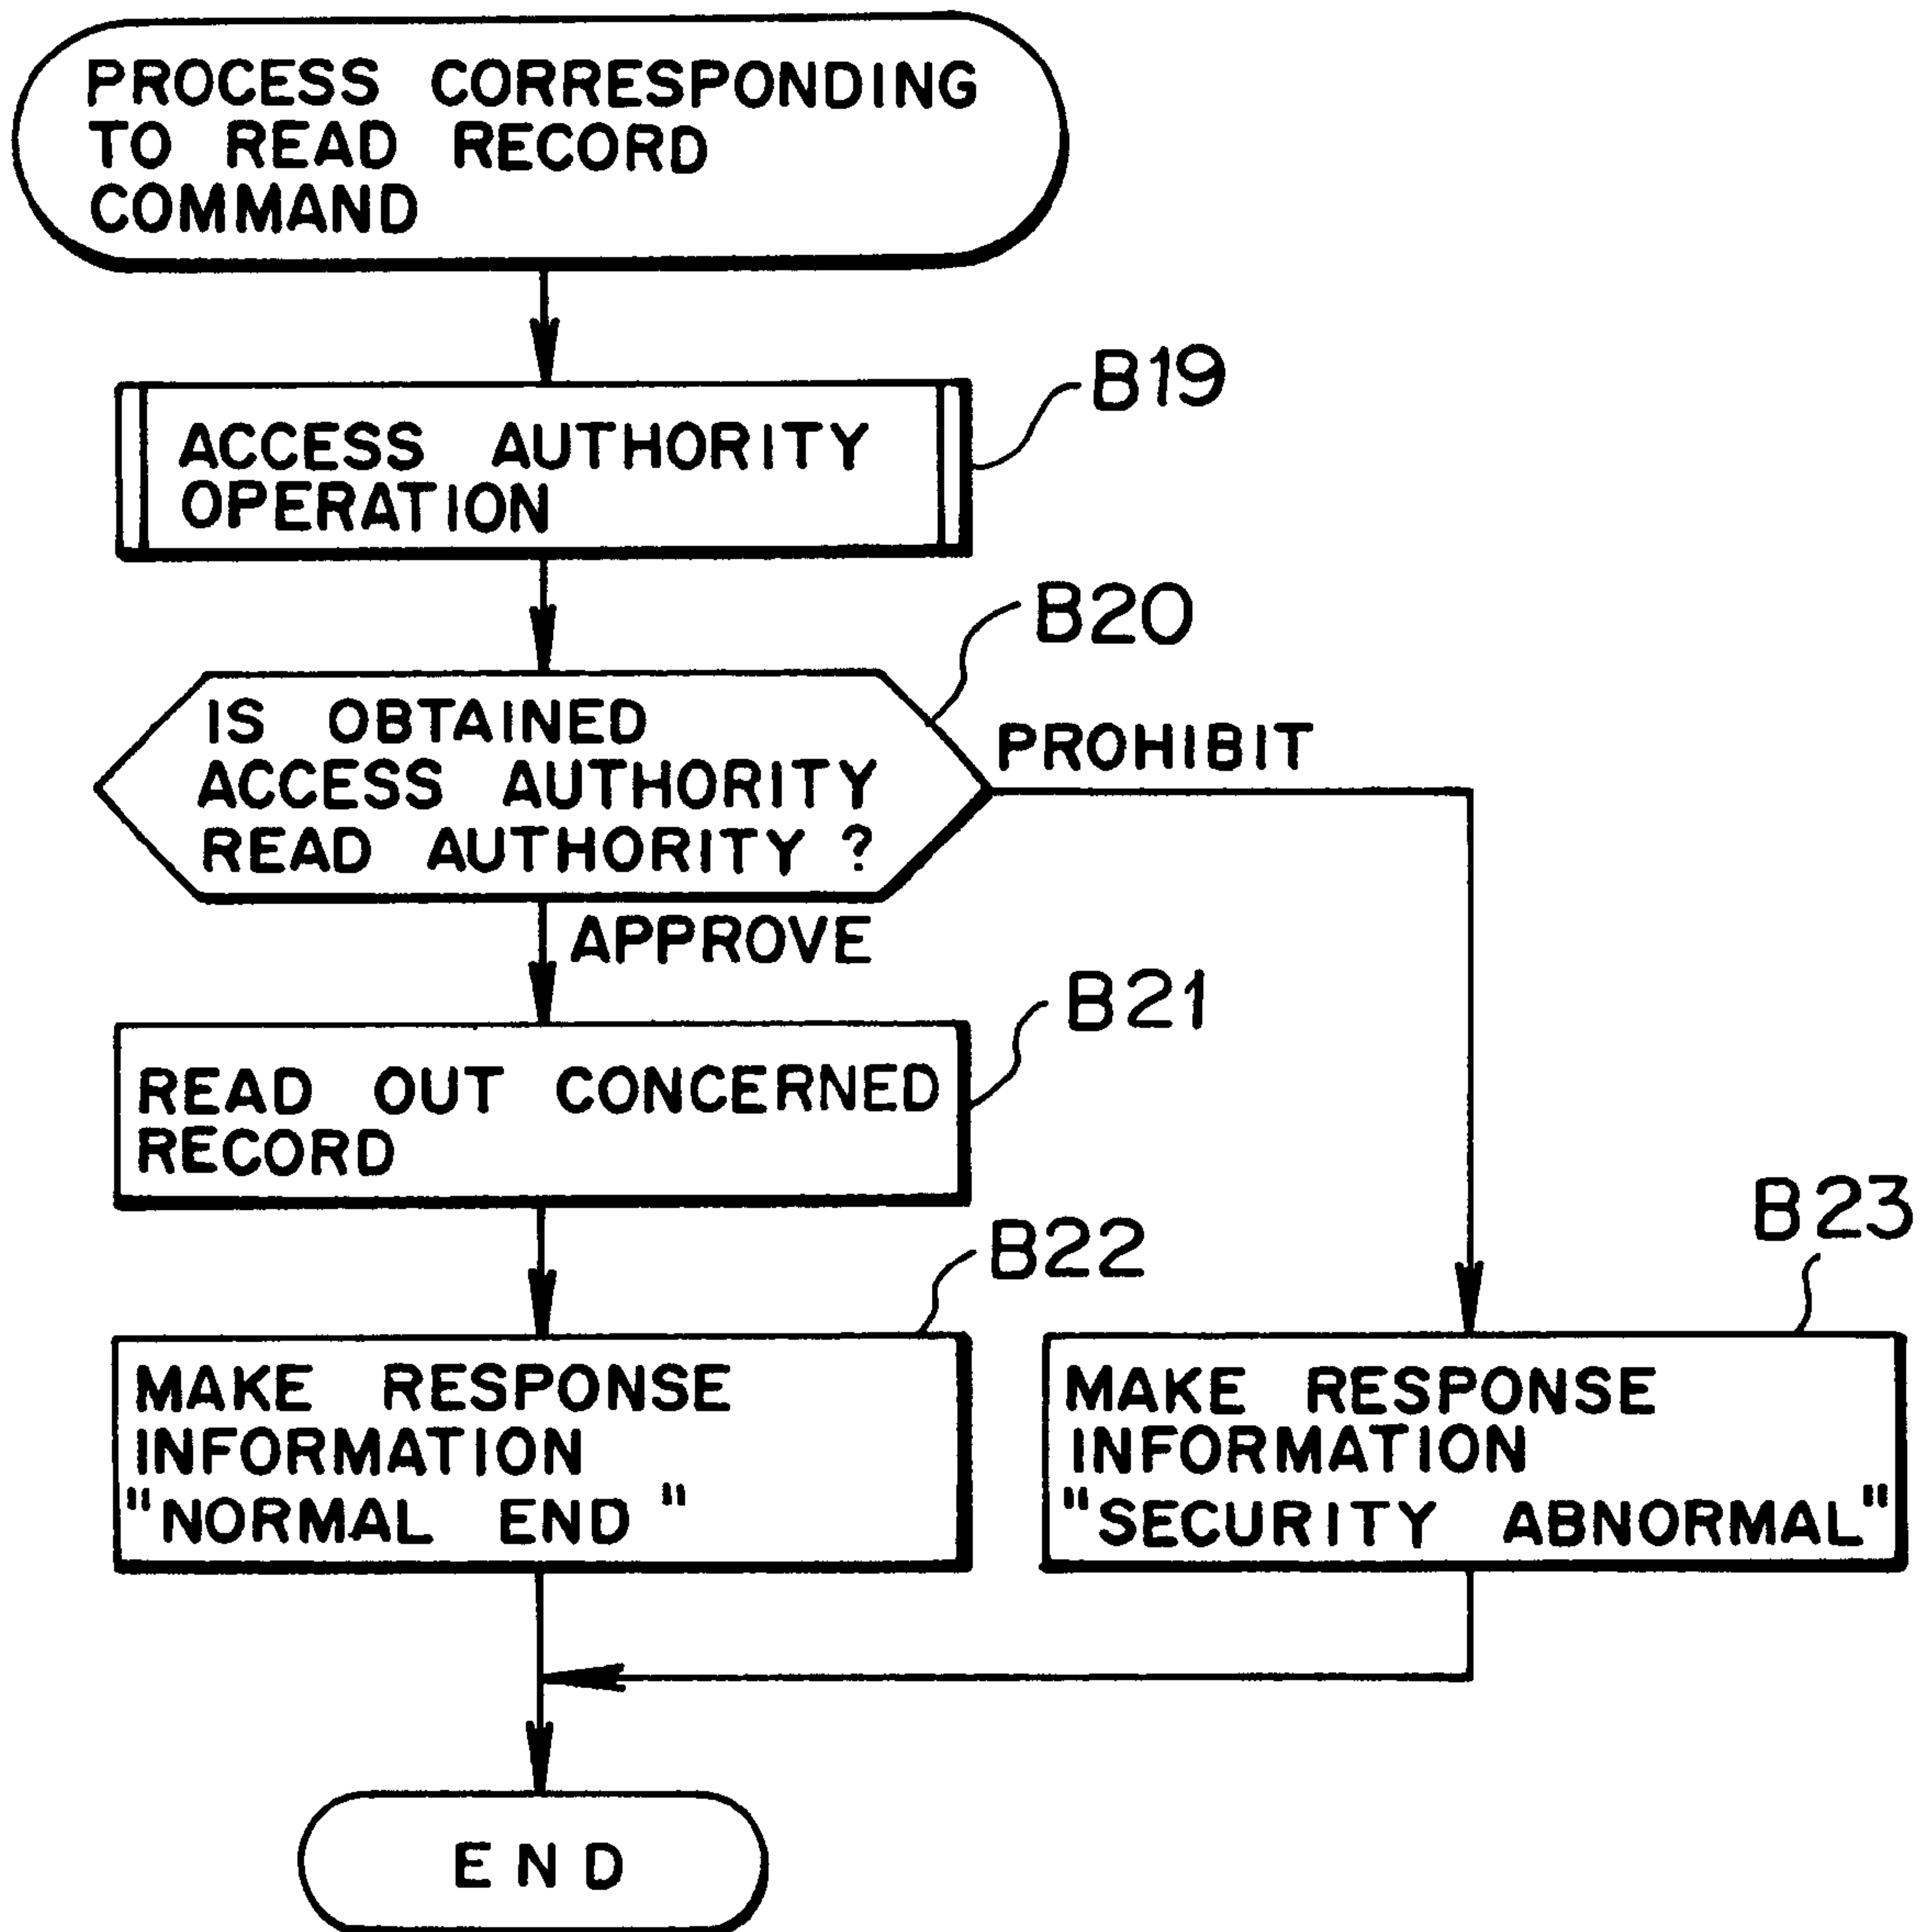 PROCESS CORRESPONDING
TO READ RECORD
COMMAND
B19
ACCESS AUTHORITY
OPERATION
B20
IS OBTAINED
ACCESS AUTHORITY
READ AUTHORITY ?
PROHIBIT
APPROVE
B21
READ OUT CONCERNED
RECORD
B22
B23
MAKE RESPONSE
INFORMATION
"NORMAL END "
MAKE RESPONSE
INFORMATION
"SECURITY ABNORMAL"
END